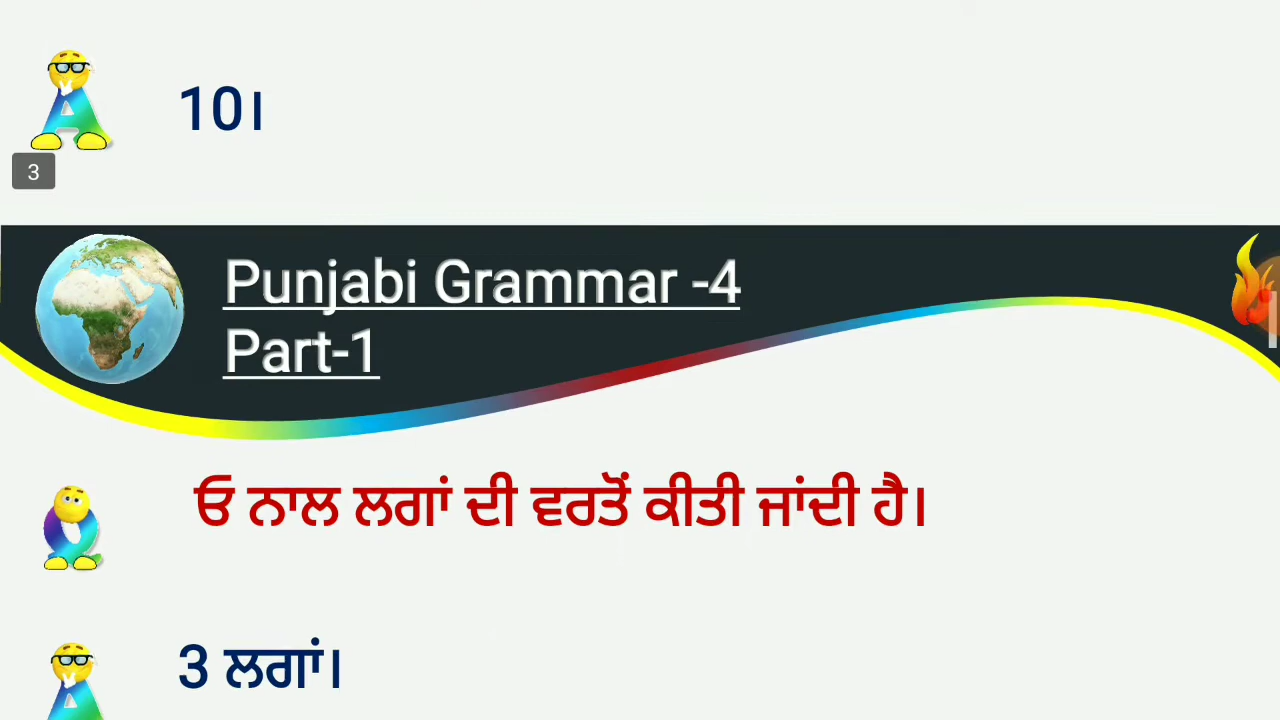 10।
3
Punjabi Grammar -4
Part-1
ਓ ਨਾਲ ਲਗਾਂ ਦੀ ਵਰਤੋਂ ਕੀਤੀ ਜਾਂਦੀ ਹੈ।
3 ਲਗਾਂ।